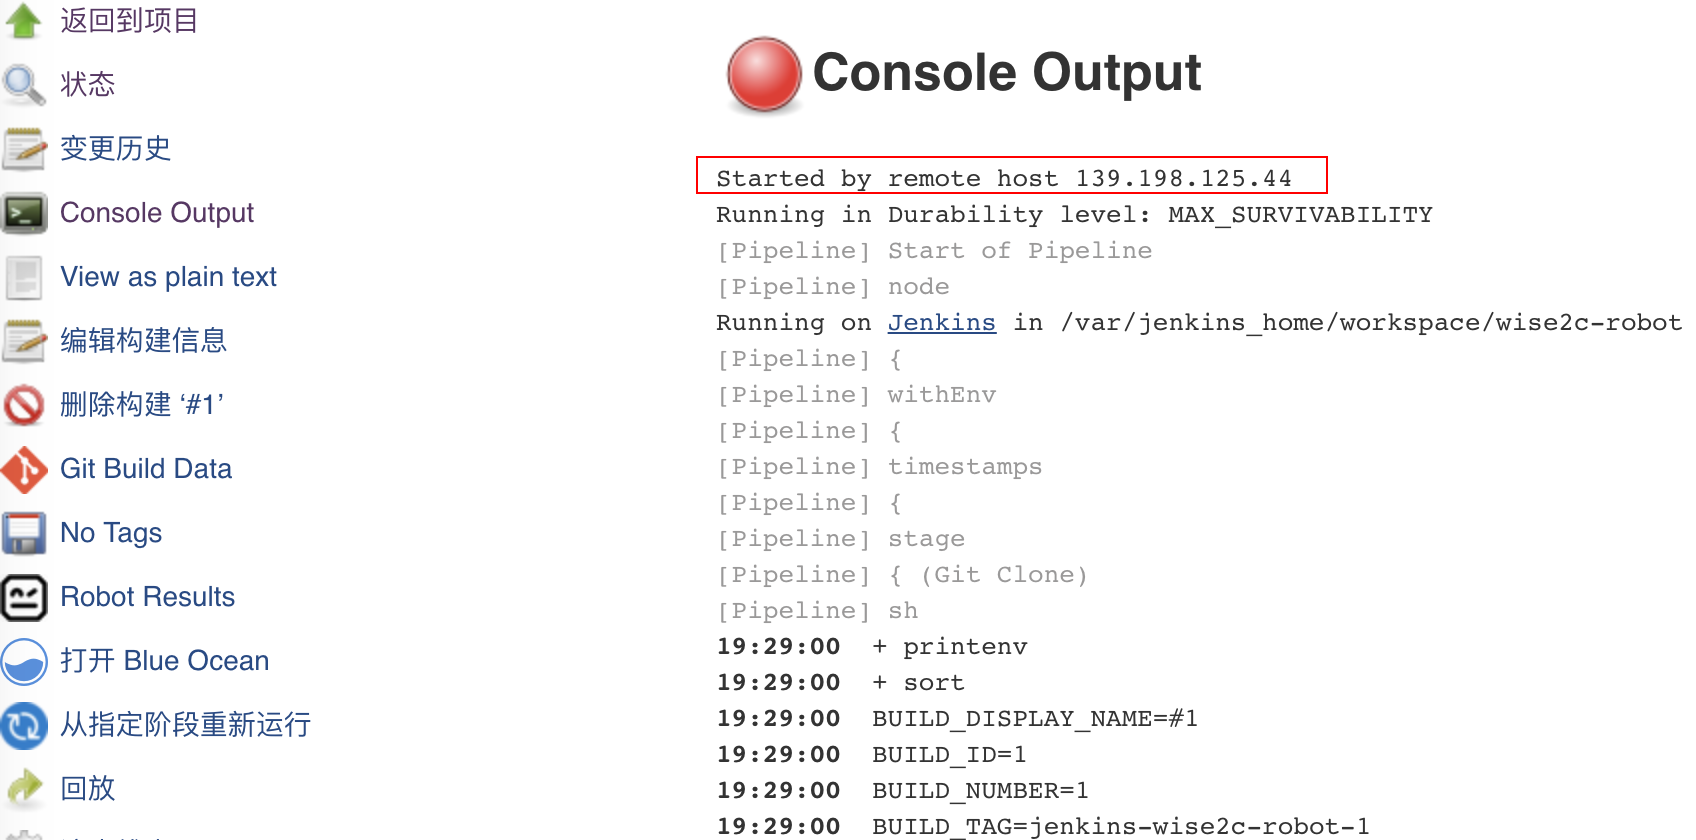 返回到项目
状态
变更历史
Console Output
View as plain text
编辑构建信息
删除构建 ‘#1’
Git Build Data
No Tags
Robot Results
打开 Blue Ocean
从指定阶段重新运行
回放
Console Output
Started by remote host 139.198.125.44
Running in Durability level: MAX_SURVIVABILITY
[Pipeline] Start of Pipeline
[Pipeline] node
Running on Jenkins in /var/jenkins_home/workspace/wise2c-robot
[Pipeline] {
[Pipeline] withEnv
[Pipeline] {
[Pipeline] timestamps
[Pipeline] {
[Pipeline] stage
[Pipeline] { (Git Clone)
[Pipeline] sh
19:29:00 + printenv
19:29:00 + sort
19:29:00 BUILD_DISPLAY_NAME=#1
19:29:00 BUILD_ID=1
19:29:00 BUILD_NUMBER=1
19:29:00 BUILD_TAG=jenkins-wise2c-robot-1